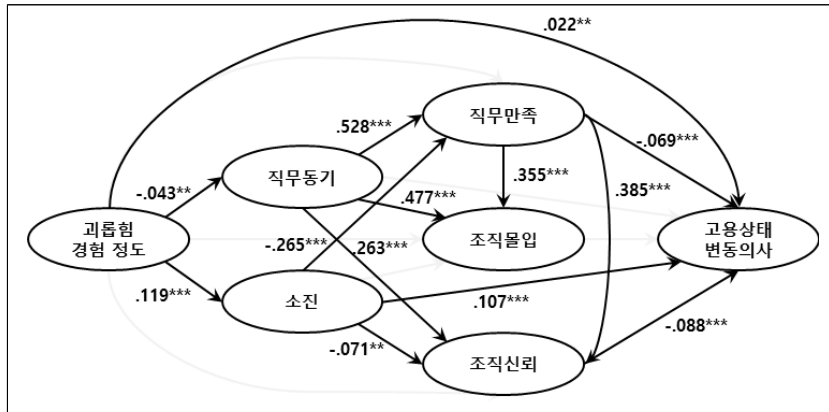 .022**
직무만족
.528***
-.069***
-.043**
직무동기
.355***
.477***
.385***
괴롭힘
경험 정도
-.265***
.263***
조직몰입
고용상태
변동의사
.119***
소진
.107***
-.071**
조직신뢰
-.088***